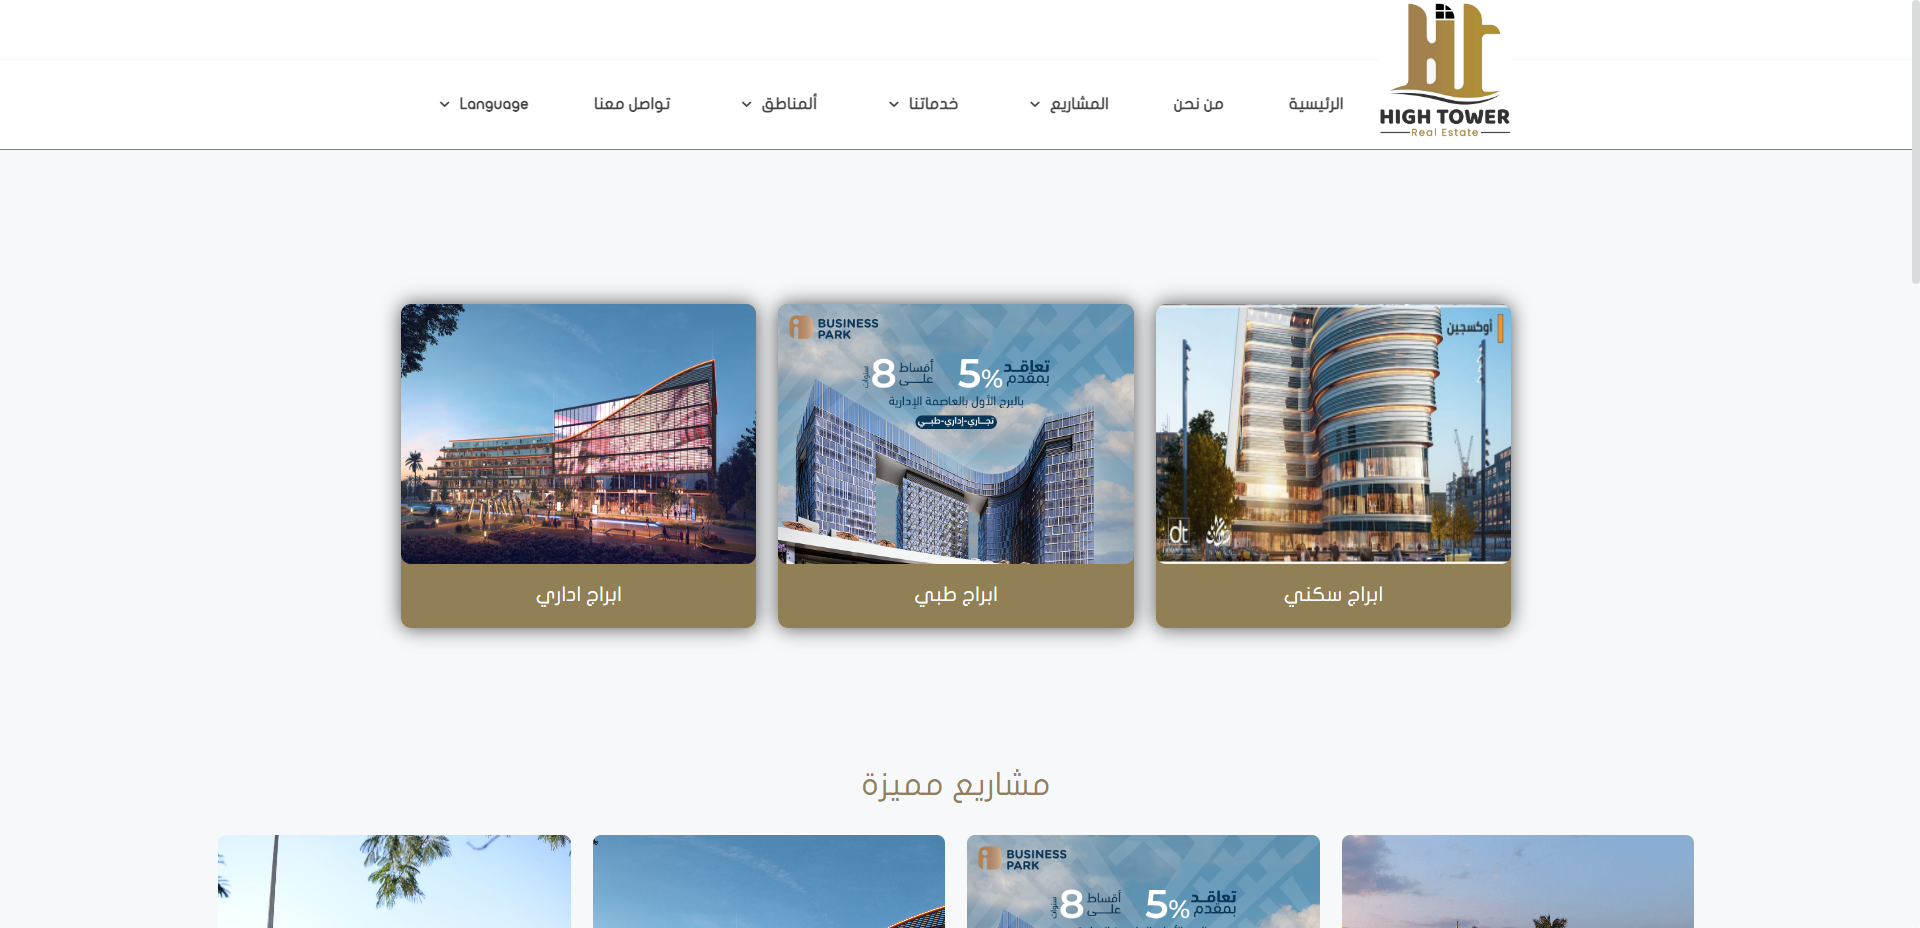 HIGH TOWER
Real Estate
الرئيسية
من نحن
المشاريع
خدماتنا
ألمناطق
تواصل معنا
Language
أوكسجين
dt
ابراج سكني
BUSINESS
PARK
تعاقد بمقدم 5%
أقساط على 8 سنوات
بالبرج الأول بالعاصمة الإدارية
تجاري-إداري-طبي
ابراج طبي
ابراج اداري
مشاريع مميزة
BUSINESS
PARK
تعاقد بمقدم 5%
أقساط على 8 سنوات